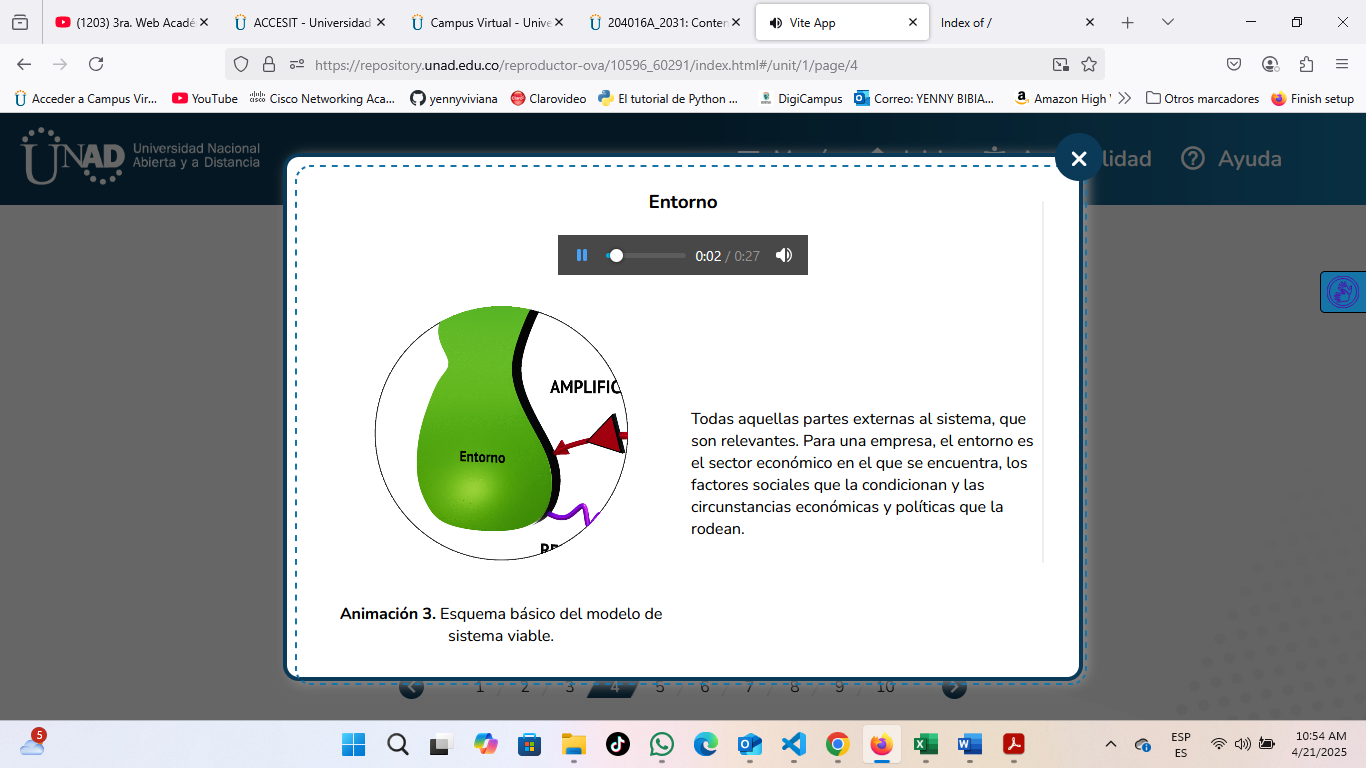 (1203) 3ra. Web Acadé
ACCESIT - Universidad
Campus Virtual - Unive
204016A_2031: Conten
Vite App
Index of /
https://repository.unad.edu.co/reproductor-ova/10596_60291/index.html#/unit/1/page/4
Acceder a Campus Vir...
YouTube
Cisco Networking Aca...
yennyviviana
Clarovideo
El tutorial de Python ...
DigiCampus
Correo: YENNY BIBIA...
Amazon High
Otros marcadores
Finish setup
UNAD
Universidad Nacional
Abierta y a Distancia
lidad
Ayuda
Entorno
0:02 / 0:27
AMPLIFIC
Entorno
Todas aquellas partes externas al sistema, que
son relevantes. Para una empresa, el entorno es
el sector económico en el que se encuentra, los
factores sociales que la condicionan y las
circunstancias económicas y políticas que la
rodean.
Animación 3. Esquema básico del modelo de
sistema viable.
1 / 2 / 3 4 5 / 6 / 7 / 8 / 9 / 10
5
ESP
ES
10:54 AM
4/21/2025